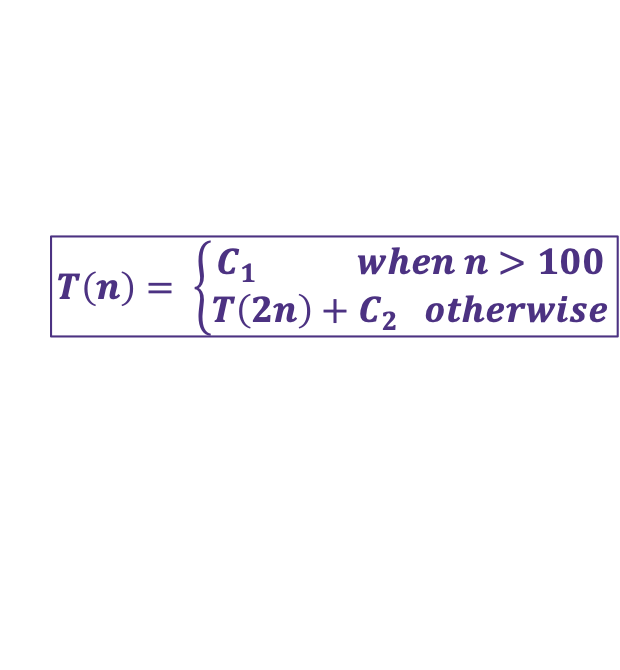 T(n) = { C₁ when n > 100
T(2n) + C₂ otherwise